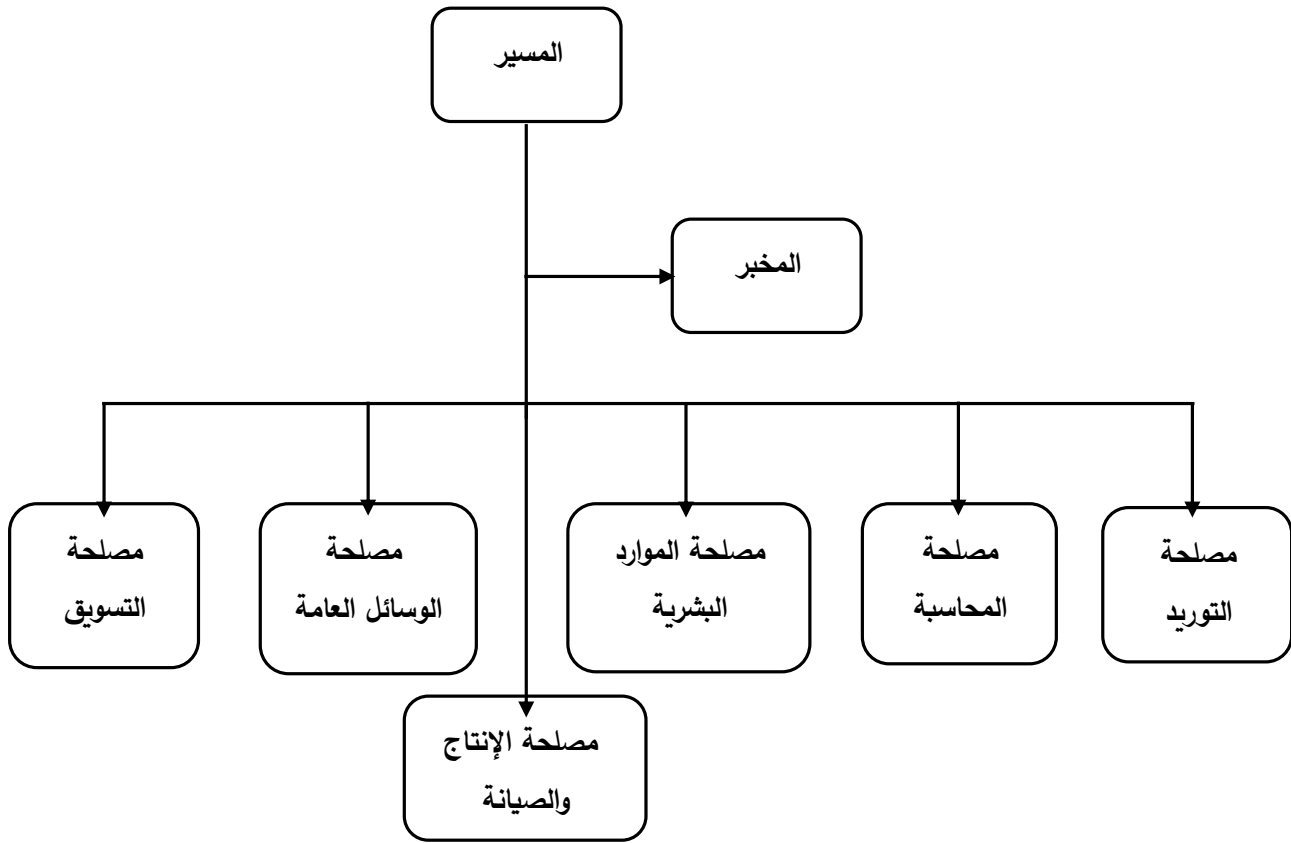 المسير
المخبر
مصلحة
التوريد
مصلحة
المحاسبة
مصلحة الموارد
البشرية
مصلحة
الوسائل العامة
مصلحة
التسويق
مصلحة الإنتاج
والصيانة